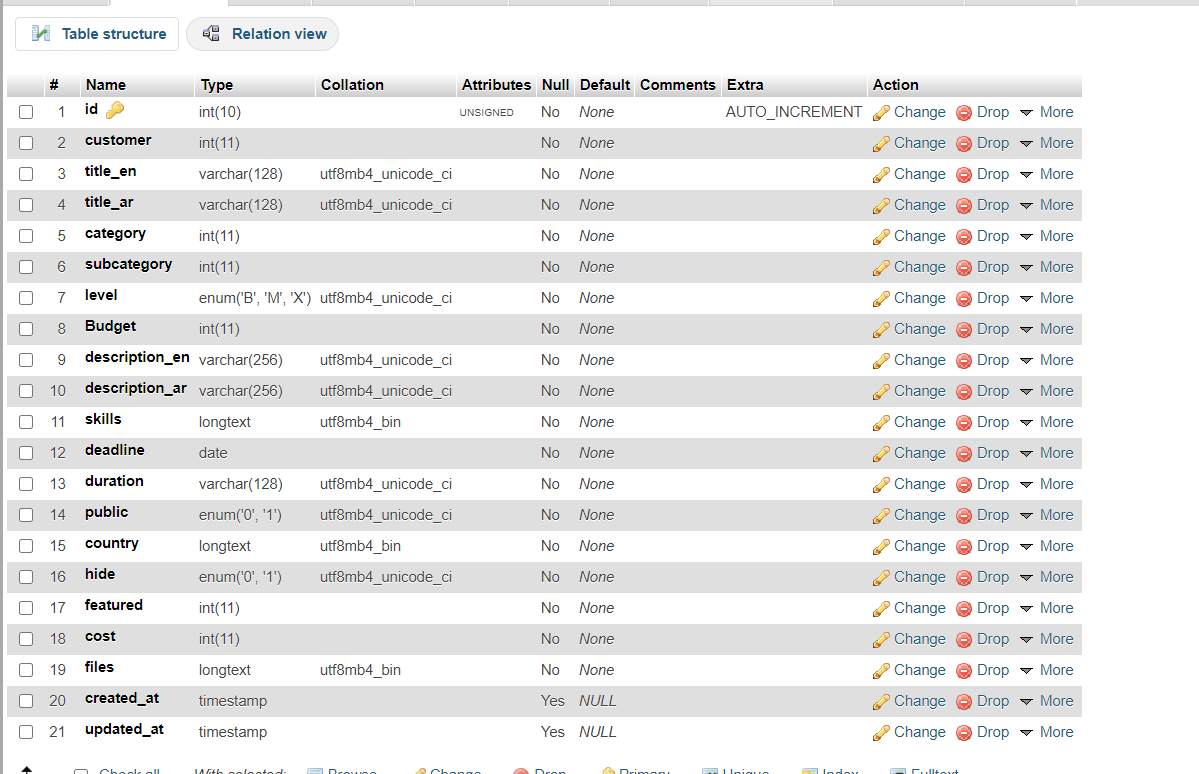 Table structure Relation view
# Name Type Collation Attributes Null Default Comments Extra Action
1 id int(10) UNSIGNED No None AUTO_INCREMENT Change Drop More
2 customer int(11) No None Change Drop More
3 title_en varchar(128) utf8mb4_unicode_ci No None Change Drop More
4 title_ar varchar(128) utf8mb4_unicode_ci No None Change Drop More
5 category int(11) No None Change Drop More
6 subcategory int(11) No None Change Drop More
7 level enum('B', 'M', 'X') utf8mb4_unicode_ci No None Change Drop More
8 Budget int(11) No None Change Drop More
9 description_en varchar(256) utf8mb4_unicode_ci No None Change Drop More
10 description_ar varchar(256) utf8mb4_unicode_ci No None Change Drop More
11 skills longtext utf8mb4_bin No None Change Drop More
12 deadline date No None Change Drop More
13 duration varchar(128) utf8mb4_unicode_ci No None Change Drop More
14 public enum('0', '1') utf8mb4_unicode_ci No None Change Drop More
15 country longtext utf8mb4_bin No None Change Drop More
16 hide enum('0', '1') utf8mb4_unicode_ci No None Change Drop More
17 featured int(11) No None Change Drop More
18 cost int(11) No None Change Drop More
19 files longtext utf8mb4_bin No None Change Drop More
20 created_at timestamp Yes NULL Change Drop More
21 updated_at timestamp Yes NULL Change Drop More
Check all With selected: Browse Change Drop Primary Unique Index Fulltext